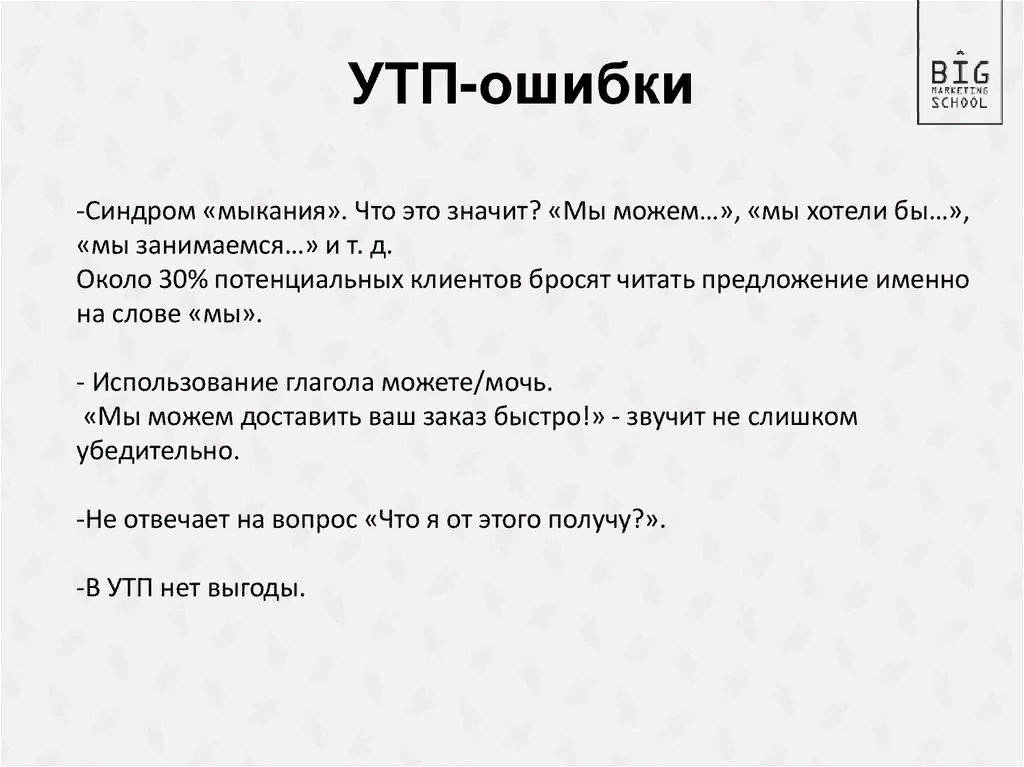 УТП-ошибки
BIG
MARKETING
SCHOOL
-Синдром «мыкания». Что это значит? «Мы можем…», «мы хотели бы…»,
«мы занимаемся…» и т. д.
Около 30% потенциальных клиентов бросят читать предложение именно
на слове «мы».
- Использование глагола можете/мочь.
«Мы можем доставить ваш заказ быстро!» - звучит не слишком
убедительно.
-Не отвечает на вопрос «Что я от этого получу?».
-В УТП нет выгоды.